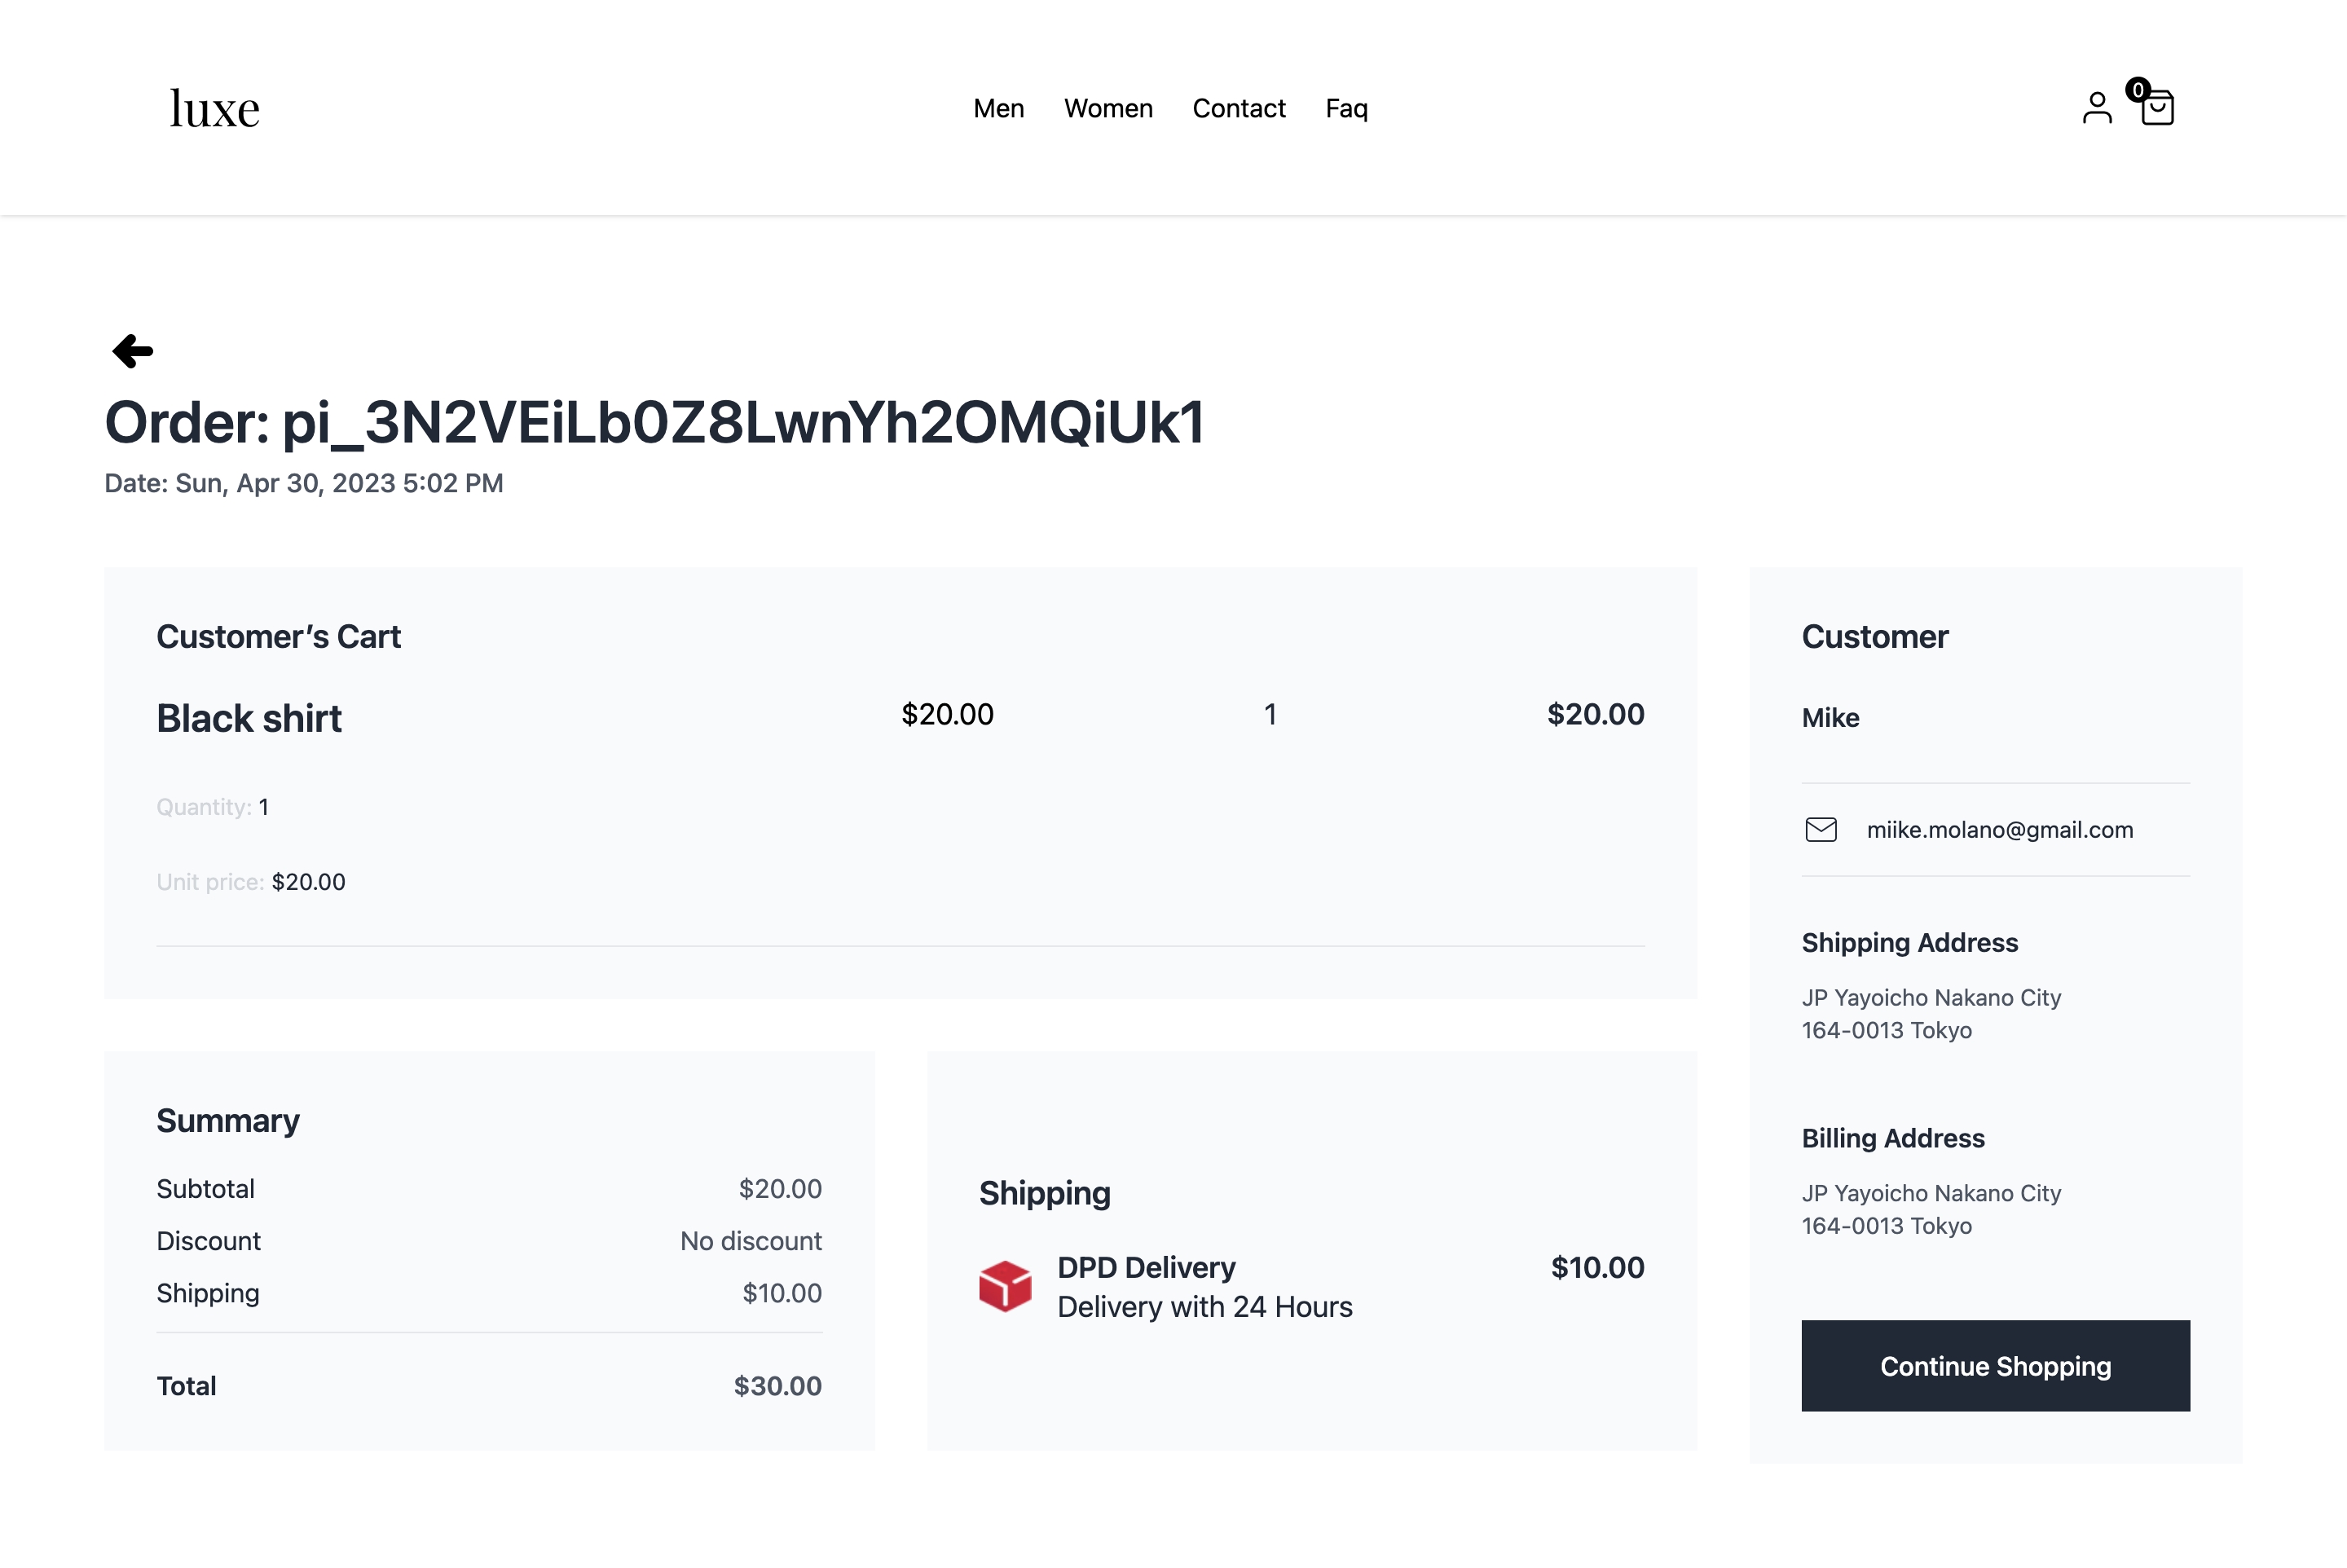 luxe
Men Women Contact Faq
0
Order: pi_3N2VEiLb0Z8LwnYh2OMQiUk1
Date: Sun, Apr 30, 2023 5:02 PM
Customer’s Cart
Black shirt $20.00 1 $20.00
Quantity: 1
Unit price: $20.00
Summary
Subtotal $20.00
Discount No discount
Shipping $10.00
Total $30.00
Shipping
DPD Delivery $10.00
Delivery with 24 Hours
Customer
Mike
miike.molano@gmail.com
Shipping Address
JP Yayoicho Nakano City
164-0013 Tokyo
Billing Address
JP Yayoicho Nakano City
164-0013 Tokyo
Continue Shopping